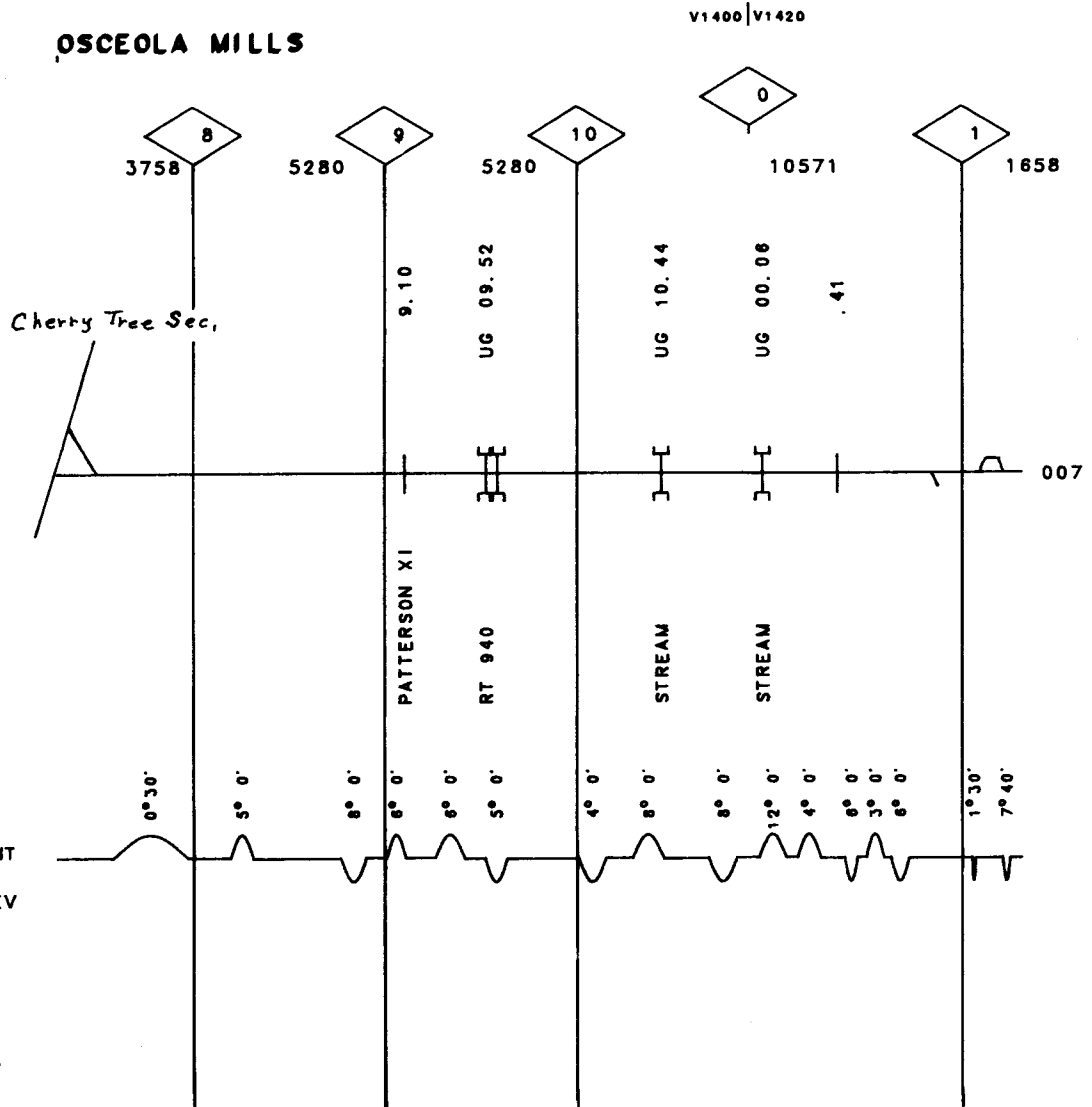 V1400 V1420
OSCEOLA MILLS
0
8 9 10 1
3758 5280 5280 10571 1658
9.10 UG 09.52 UG 10.44 UG 00.06 .41
Cherry Tree Sec.
007
PATTERSON XI RT 940 STREAM STREAM
0°30' 5° 0' 8° 0' 6° 0' 6° 0' 5° 0' 4° 0' 8° 0' 8° 0' 12° 0' 4° 0' 6° 0' 3° 0' 6° 0' 1°30' 7°40'